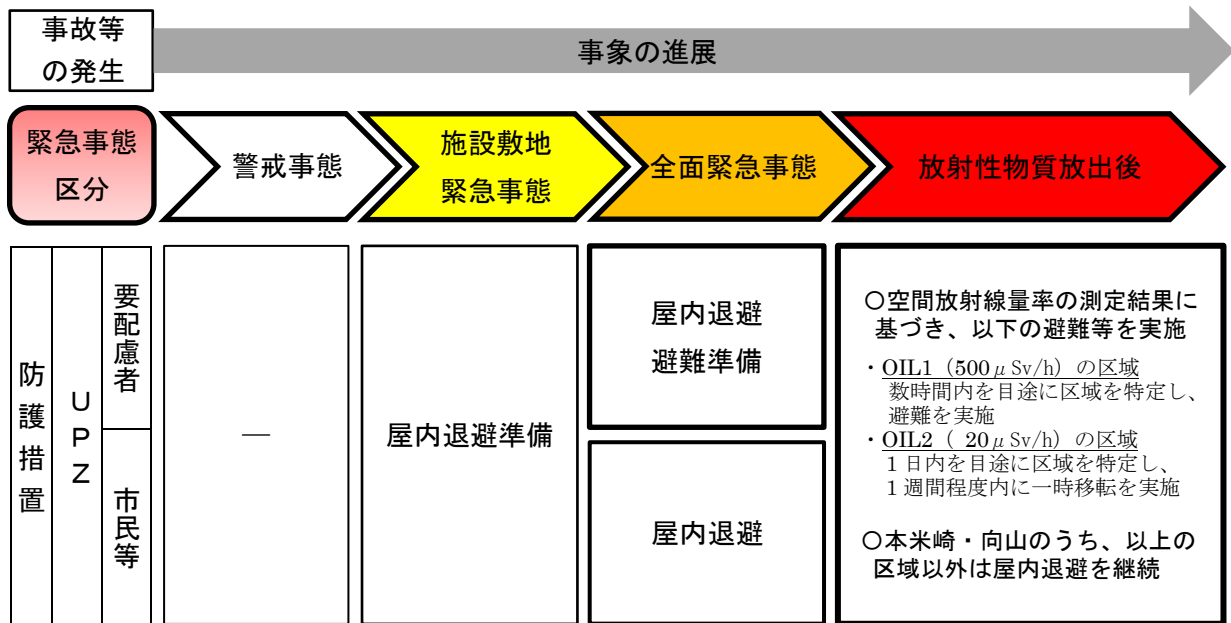 事故等
の発生
事象の進展
緊急事態
区分
警戒事態
施設敷地
緊急事態
全面緊急事態
放射性物質放出後
防護措置
UPZ
要配慮者
市民等
―
屋内退避準備
屋内退避
避難準備
屋内退避
○空間放射線量率の測定結果に
基づき、以下の避難等を実施
・OIL1（500μSv/h）の区域
数時間内を目途に区域を特定し、
避難を実施
・OIL2（ 20μSv/h）の区域
１日内を目途に区域を特定し、
１週間程度内に一時移転を実施
○本米崎・向山のうち、以上の
区域以外は屋内退避を継続